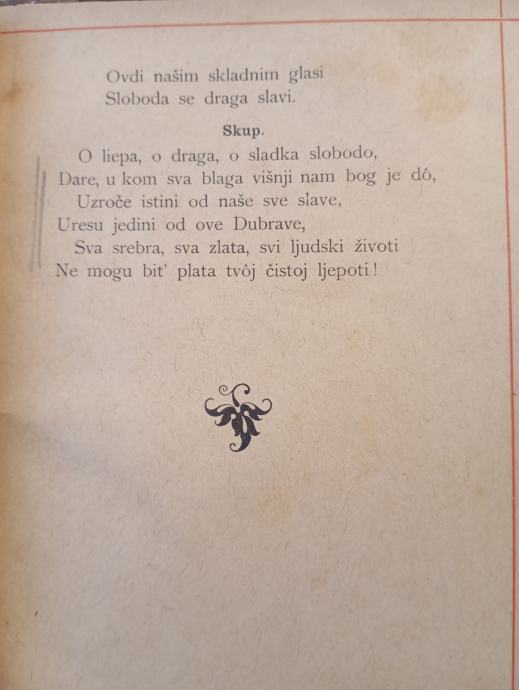 Ovdi našim skladnim glasi
Sloboda se draga slavi.
Skup.
O liepa, o draga, o sladka slobodo,
Dare, u kom sva blaga višnji nam bog je dô,
Uzroče istini od naše sve slave,
Uresu jedini od ove Dubrave,
Sva srebra, sva zlata, svi ljudski životi
Ne mogu bit' plata tvôj čistoj ljepoti!